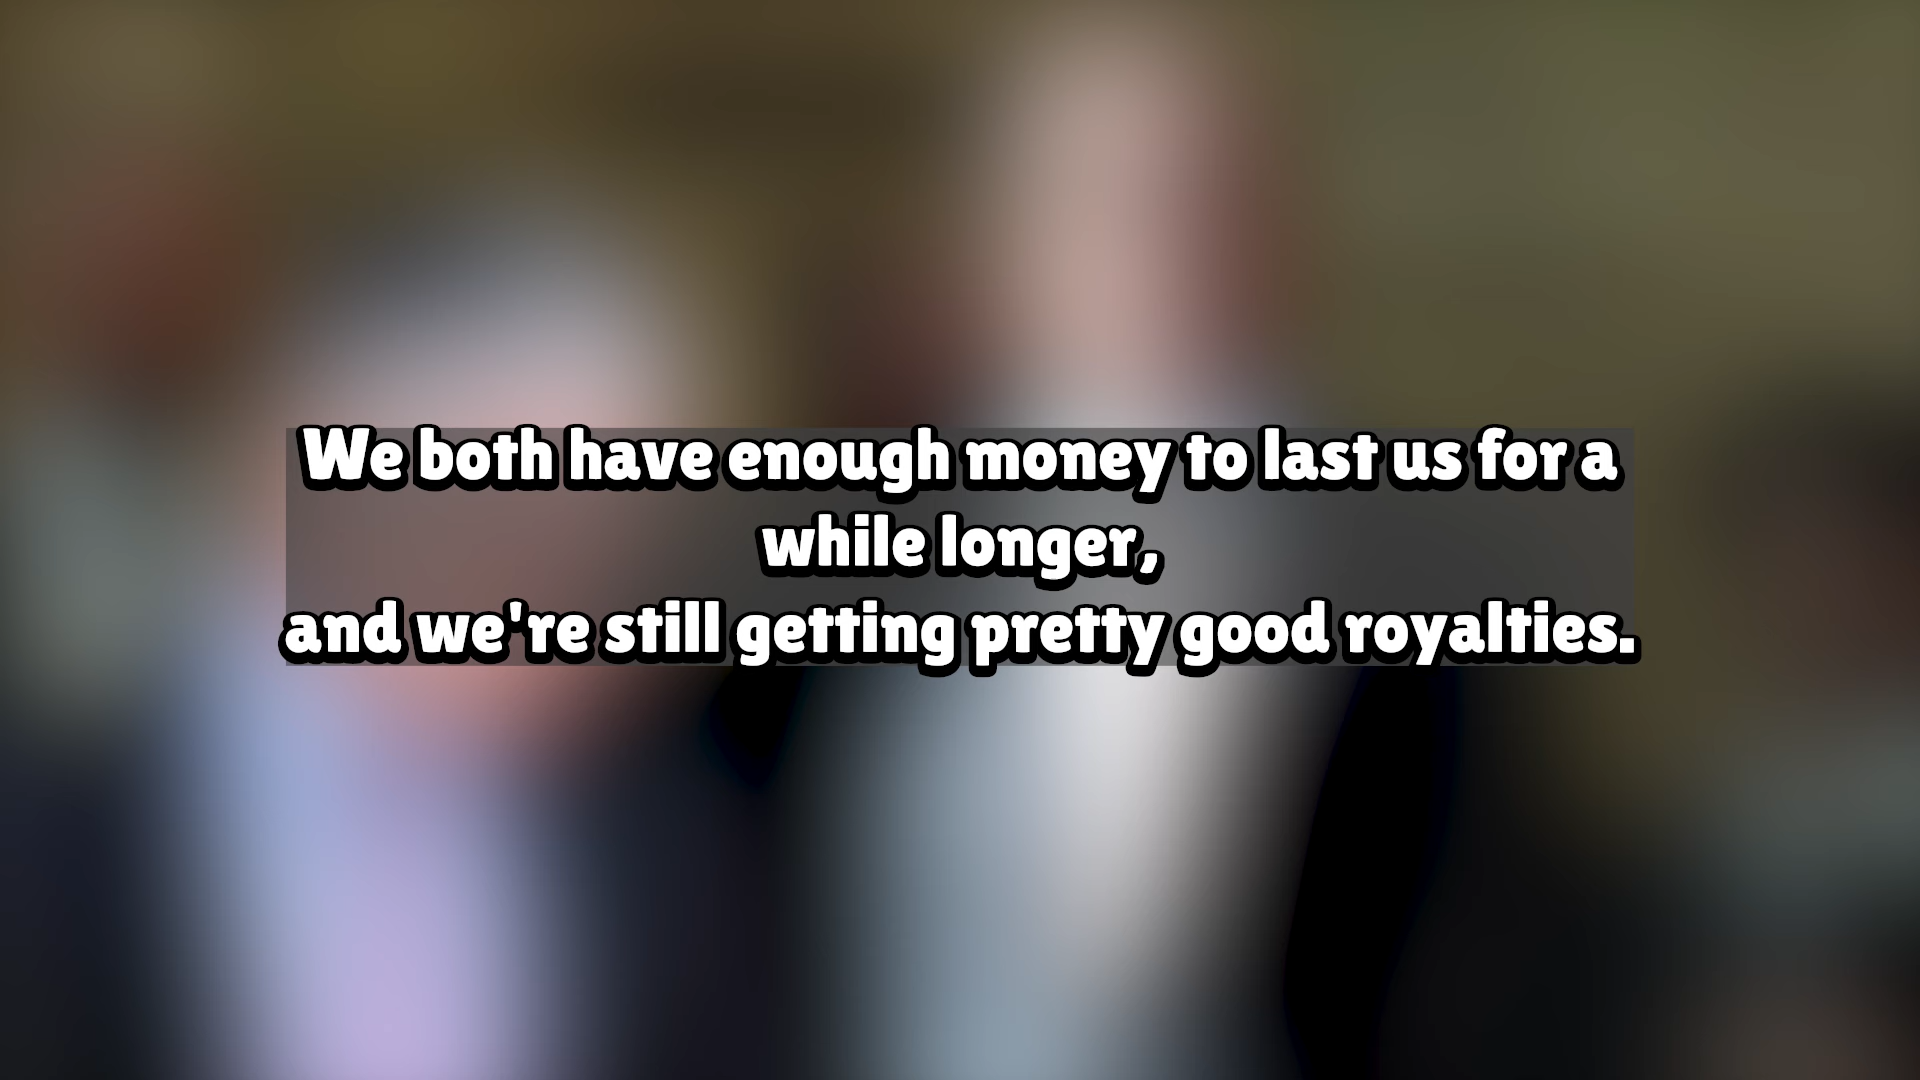 We both have enough money to last us for a
while longer,
and we're still getting pretty good royalties.